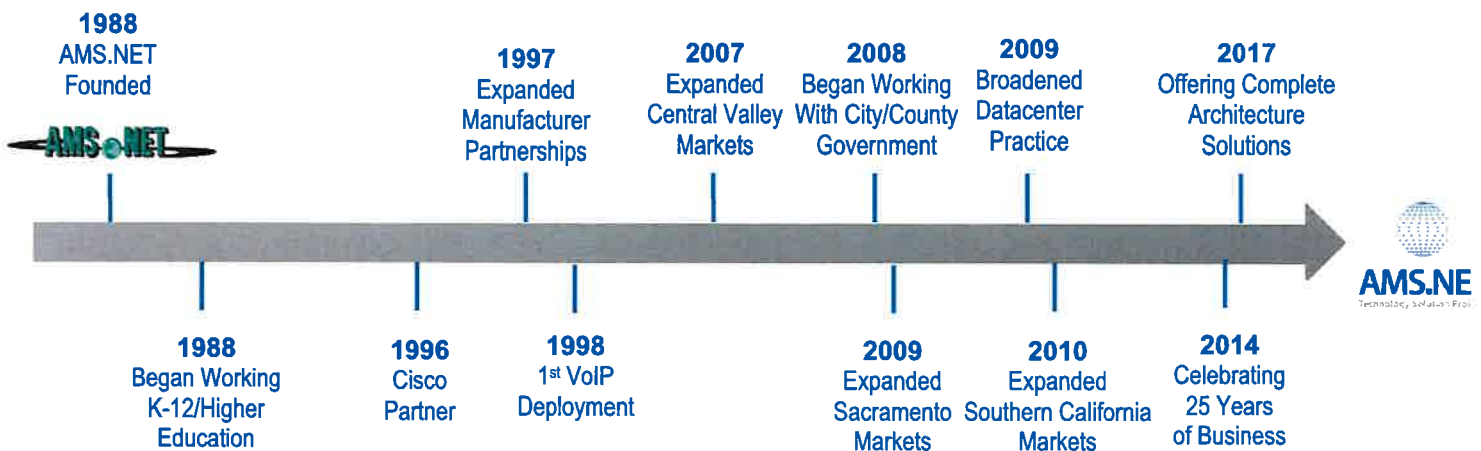 1988
AMS.NET
Founded
AMS.NET
1997
Expanded
Manufacturer
Partnerships
2007
Expanded
Central Valley
Markets
2008
Began Working
With City/County
Government
2009
Broadened
Datacenter
Practice
2017
Offering Complete
Architecture
Solutions
AMS.NE
Technology Solution Provi
1988
Began Working
K-12/Higher
Education
1996
Cisco
Partner
1998
1st VoIP
Deployment
2009
Expanded
Sacramento
Markets
2010
Expanded
Southern California
Markets
2014
Celebrating
25 Years
of Business